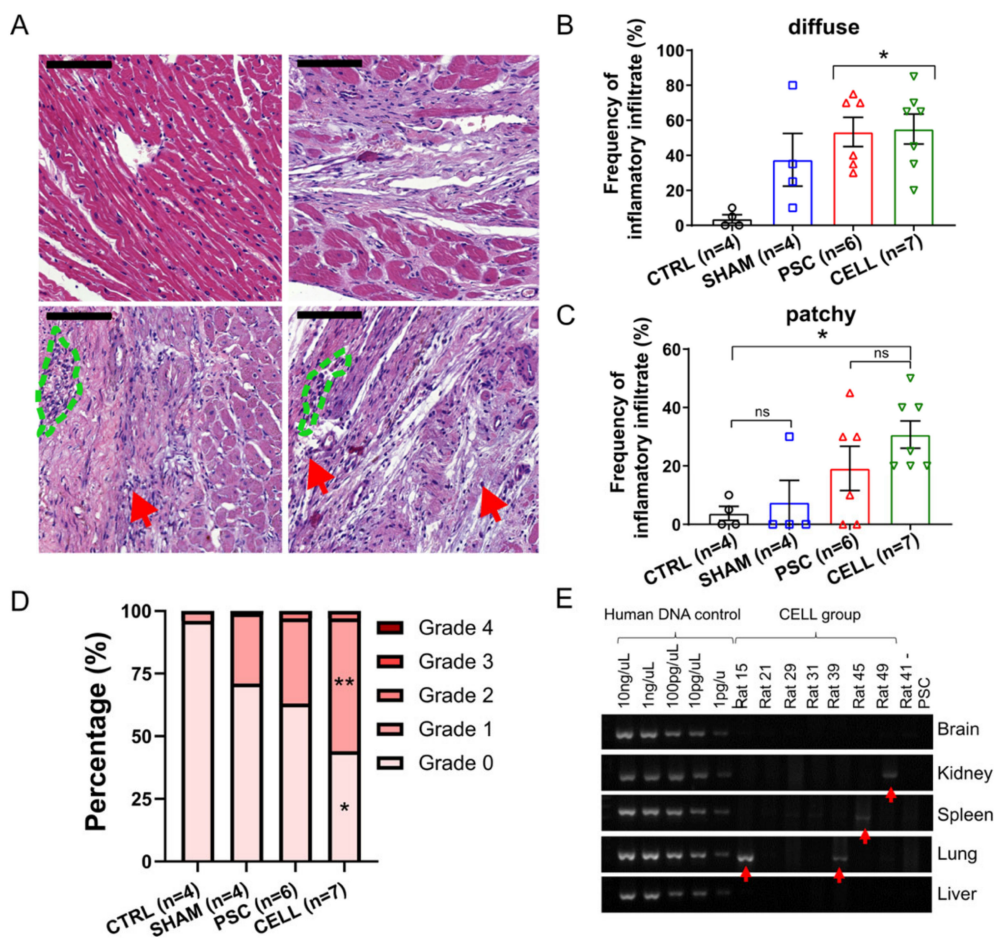 A
B
diffuse
Frequency of
inflamatory infiltrate (%)
100
80
60
40
20
0
*
CTRL (n=4)
SHAM (n=4)
PSC (n=6)
CELL (n=7)
C
patchy
Frequency of
inflamatory infiltrate (%)
60
40
20
0
*
ns
ns
CTRL (n=4)
SHAM (n=4)
PSC (n=6)
CELL (n=7)
D
Percentage (%)
100
75
50
25
0
**
*
CTRL (n=4)
SHAM (n=4)
PSC (n=6)
CELL (n=7)
Grade 4
Grade 3
Grade 2
Grade 1
Grade 0
E
Human DNA control
CELL group
10ng/uL
1ng/uL
100pg/uL
10pg/uL
1pg/u
Rat 15
Rat 21
Rat 29
Rat 31
Rat 39
Rat 45
Rat 49
Rat 41 -
PSC
Brain
Kidney
Spleen
Lung
Liver